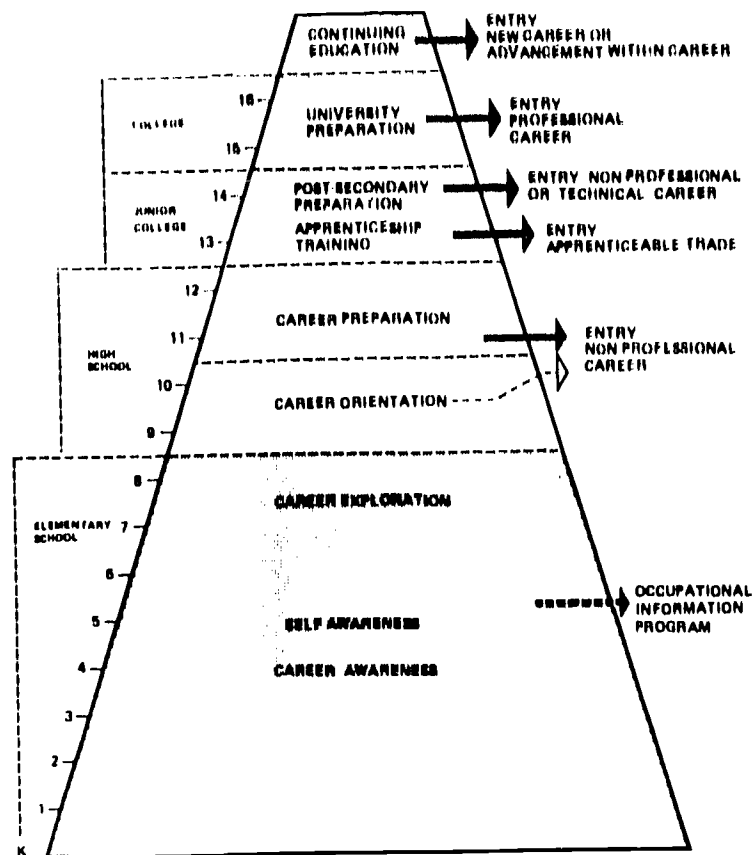 CONTINUING
EDUCATION
ENTRY
NEW CAREER OR
ADVANCEMENT WITHIN CAREER
16
COLLEGE
UNIVERSITY
PREPARATION
ENTRY
PROFESSIONAL
CAREER
15
14
JUNIOR
COLLEGE
POST-SECONDARY
PREPARATION
ENTRY NON PROFESSIONAL
OR TECHNICAL CAREER
APPRENTICESHIP
TRAINING
ENTRY
APPRENTICEABLE TRADE
13
12
HIGH
SCHOOL
CAREER PREPARATION
11
ENTRY
NON PROFESSIONAL
CAREER
10
CAREER ORIENTATION
9
8
CAREER EXPLORATION
ELEMENTARY
SCHOOL
7
6
OCCUPATIONAL
INFORMATION
PROGRAM
5
SELF AWARENESS
4
CAREER AWARENESS
3
2
1
K